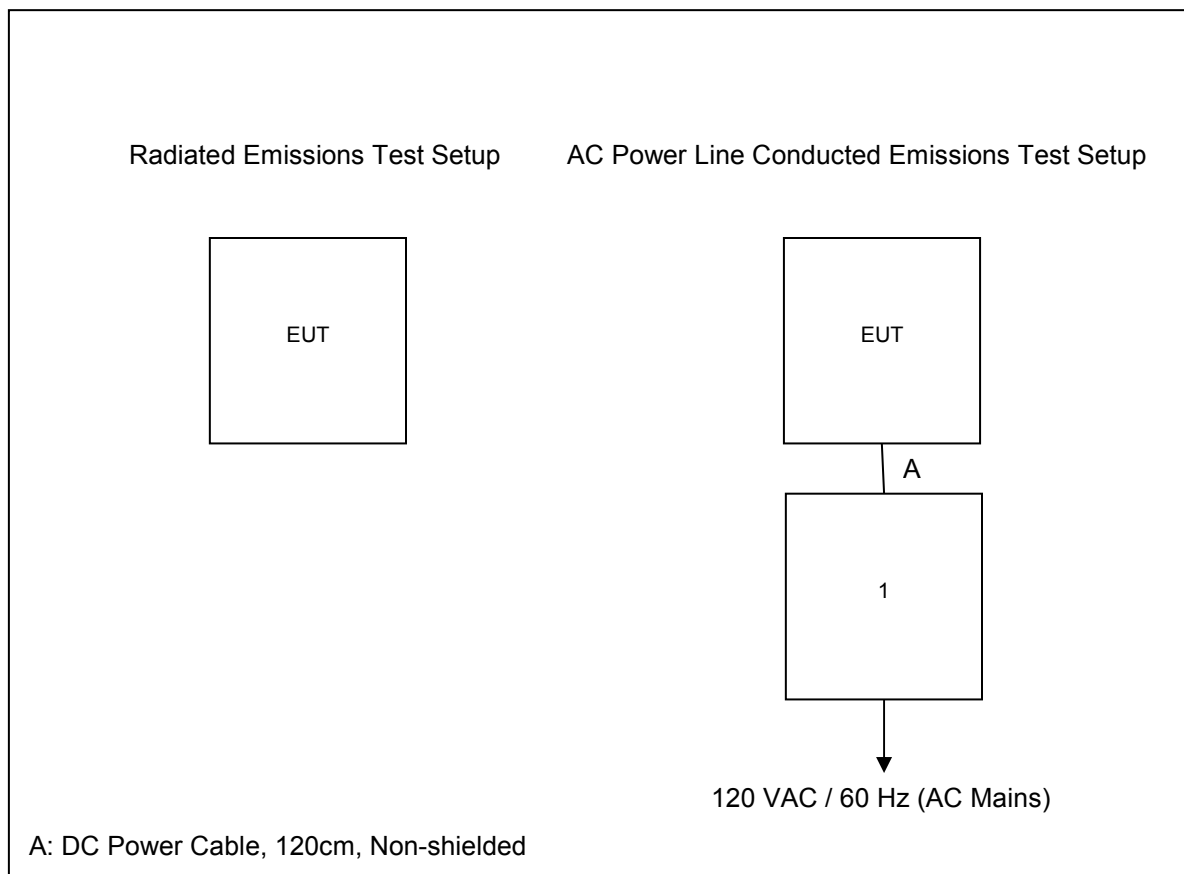 Radiated Emissions Test Setup
AC Power Line Conducted Emissions Test Setup
EUT
EUT
A
1
120 VAC / 60 Hz (AC Mains)
A: DC Power Cable, 120cm, Non-shielded